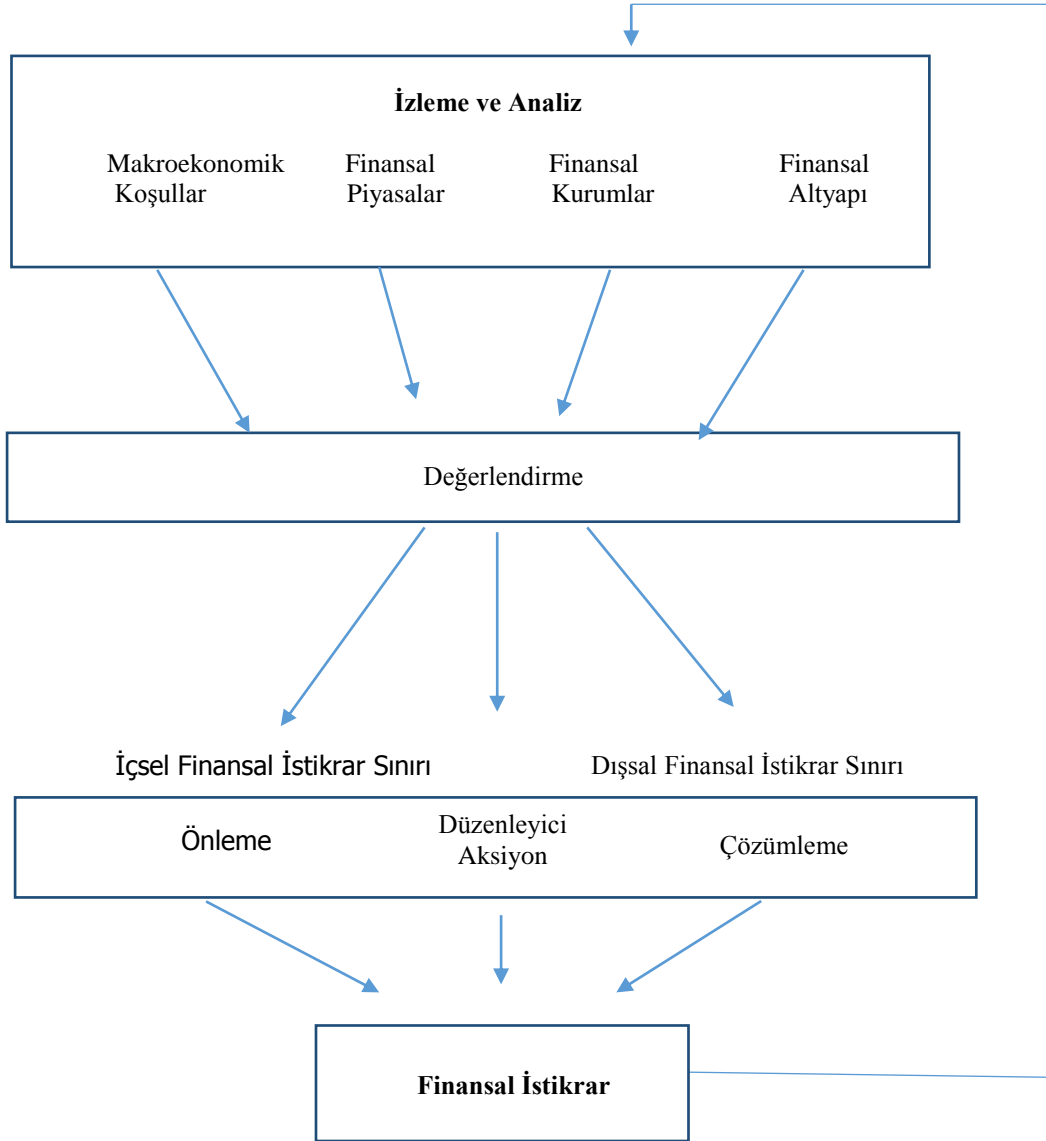 İzleme ve Analiz
Makroekonomik Finansal Finansal Finansal
Koşullar Piyasalar Kurumlar Altyapı
Değerlendirme
İçsel Finansal İstikrar Sınırı Dışsal Finansal İstikrar Sınırı
Önleme Düzenleyici Çözümleme
Aksiyon
Finansal İstikrar